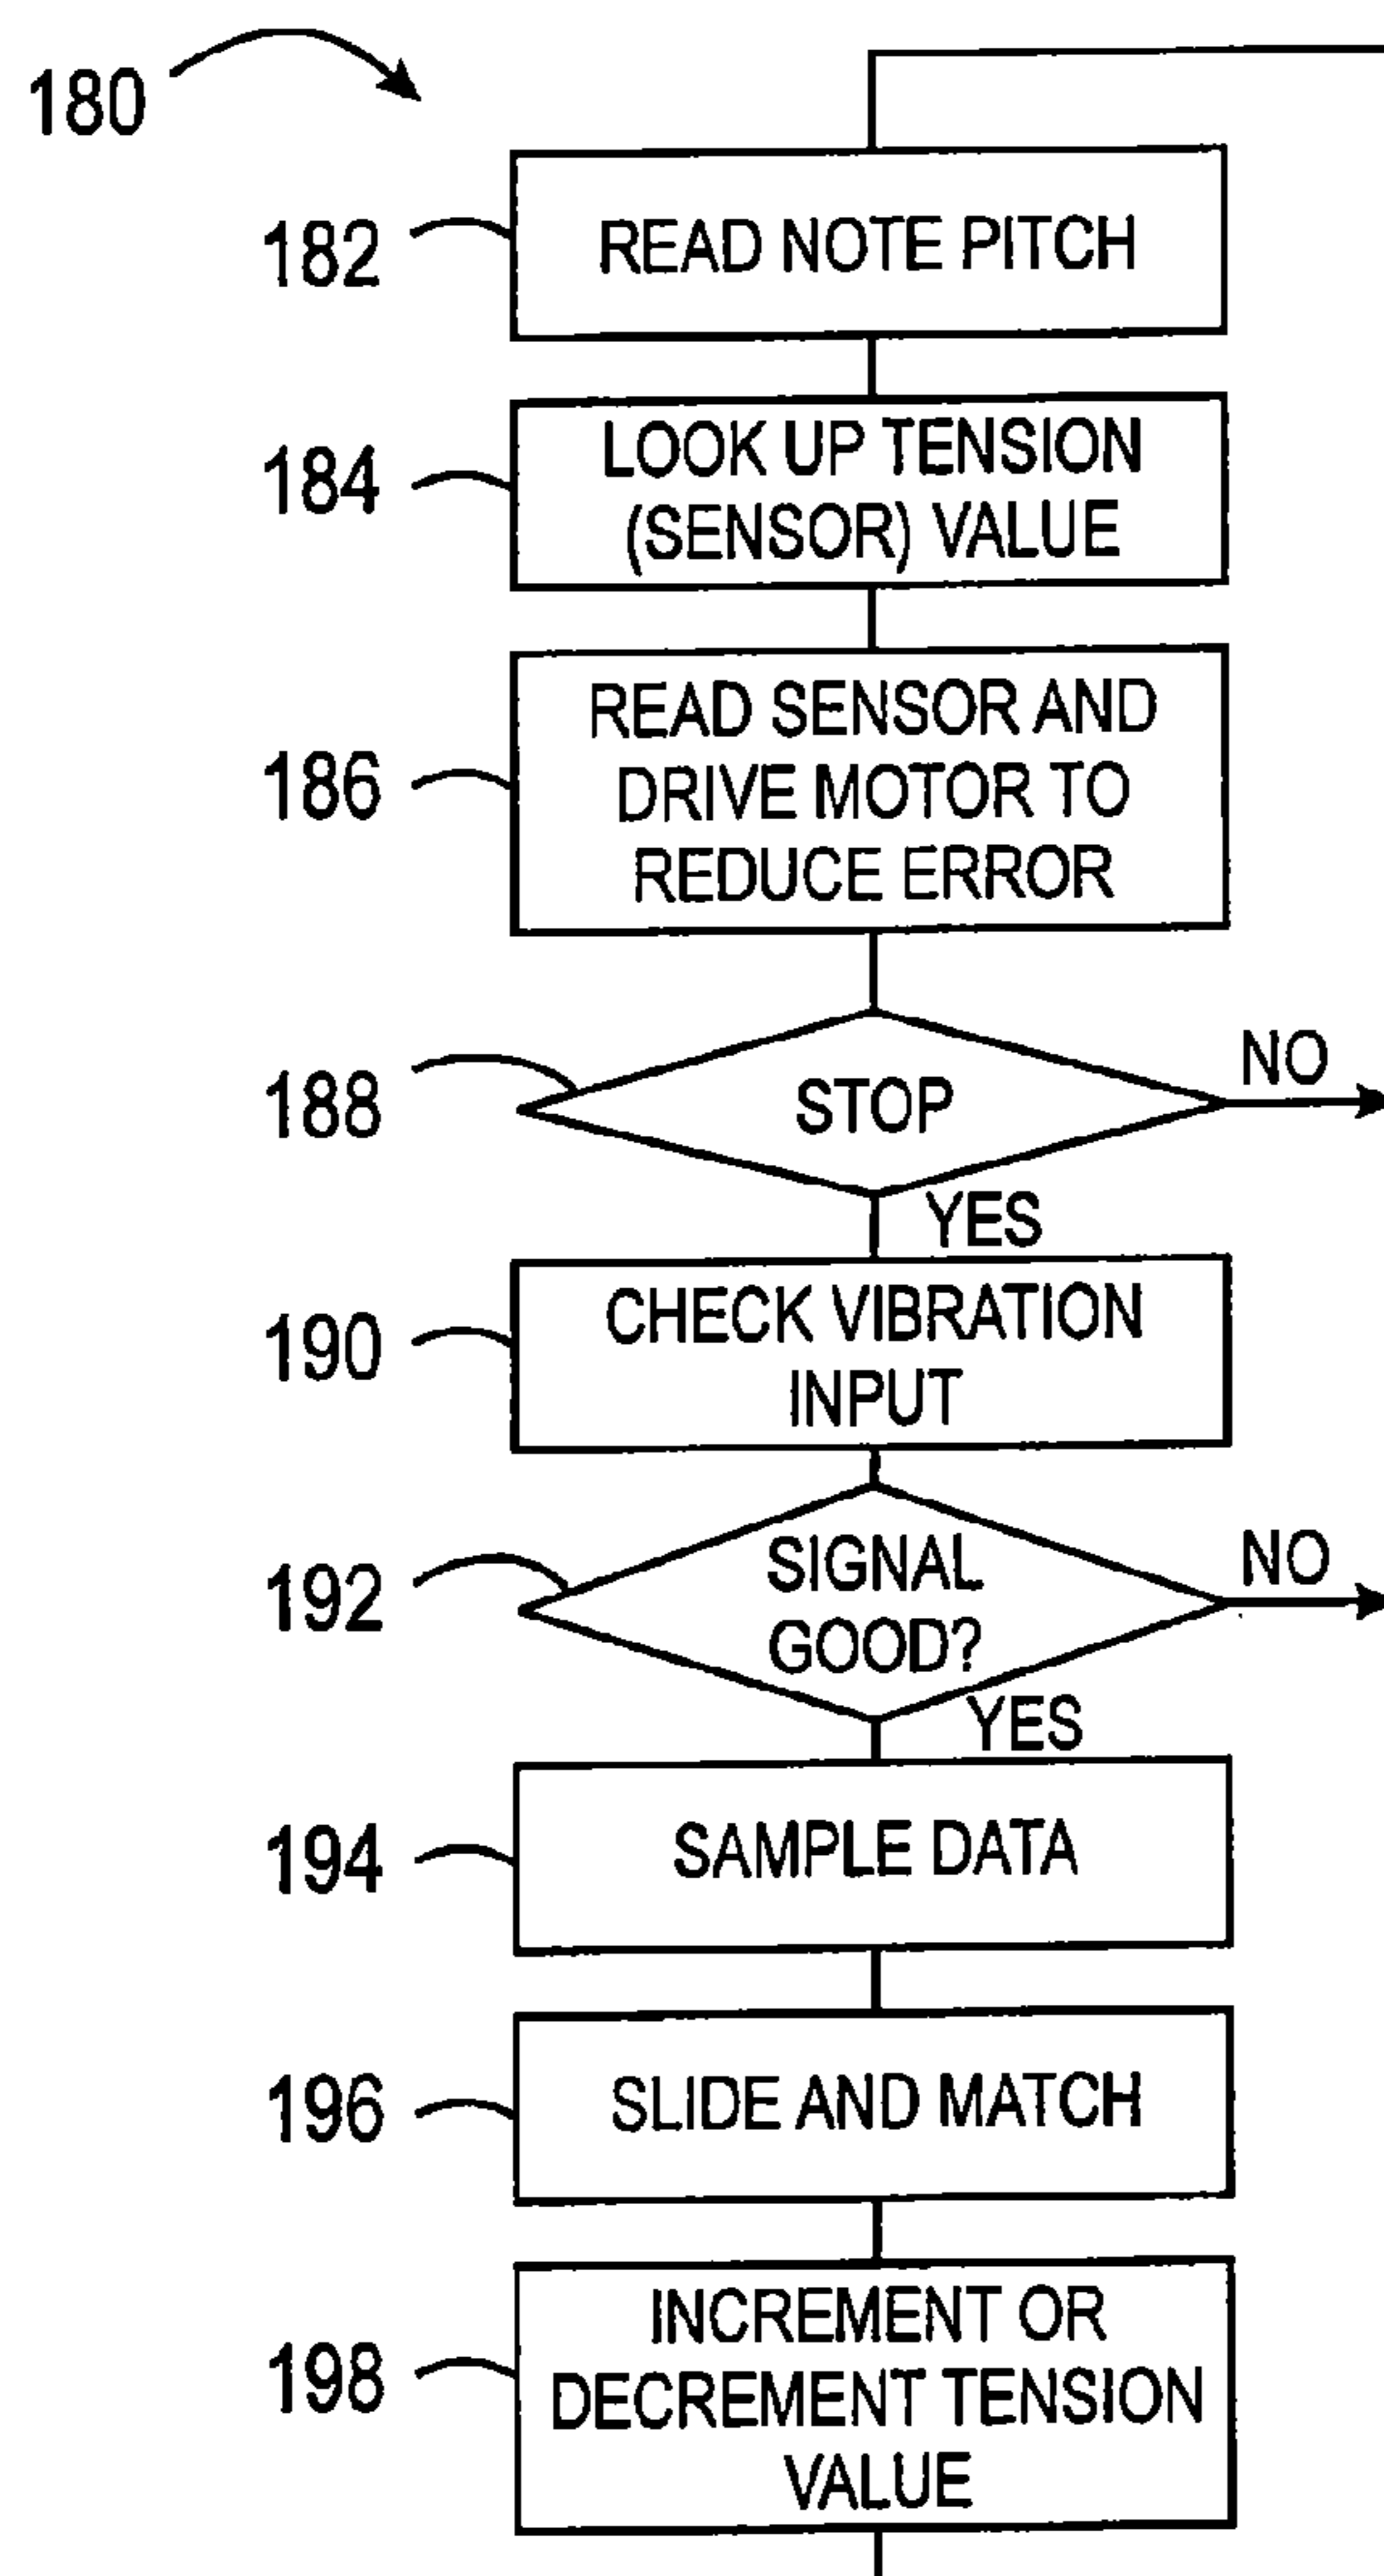 180
182
READ NOTE PITCH
184
LOOK UP TENSION
(SENSOR) VALUE
186
READ SENSOR AND
DRIVE MOTOR TO
REDUCE ERROR
188
STOP
NO
YES
190
CHECK VIBRATION
INPUT
192
SIGNAL
GOOD?
NO
YES
194
SAMPLE DATA
196
SLIDE AND MATCH
198
INCREMENT OR
DECREMENT TENSION
VALUE